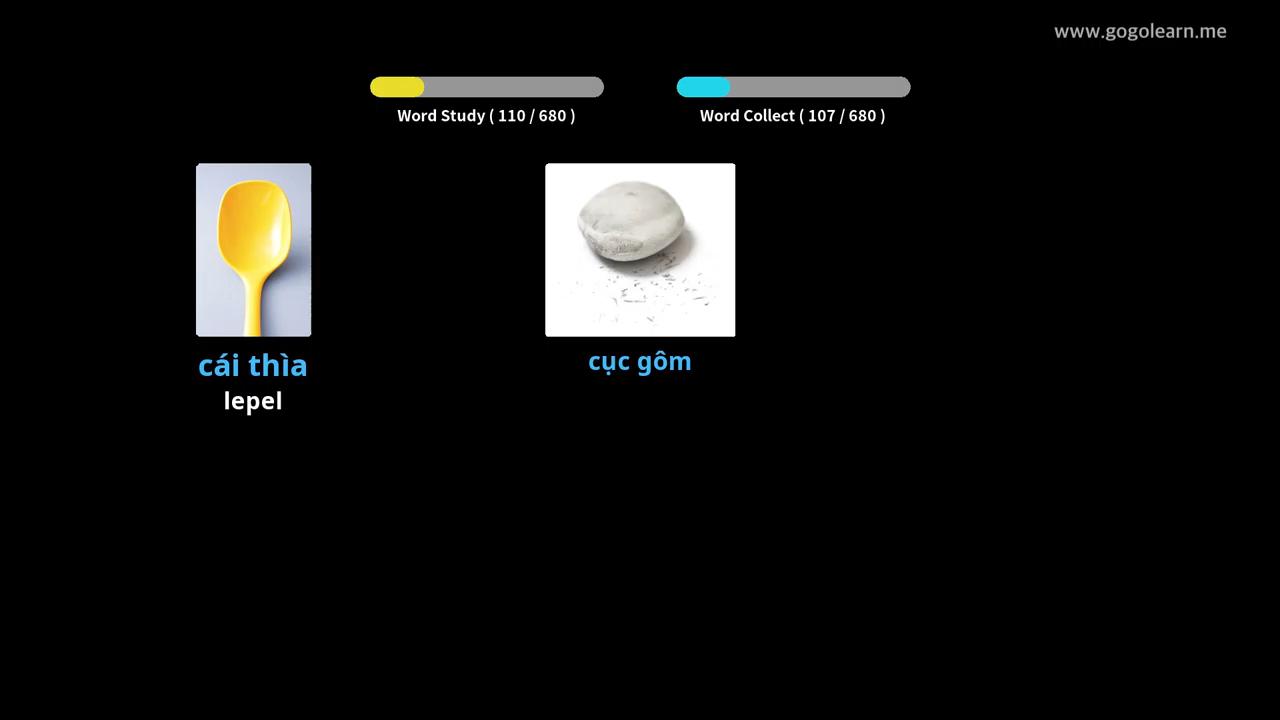 www.gogolearn.me
Word Study ( 110 / 680 )
Word Collect ( 107 / 680 )
cái thìa
lepel
cục gôm